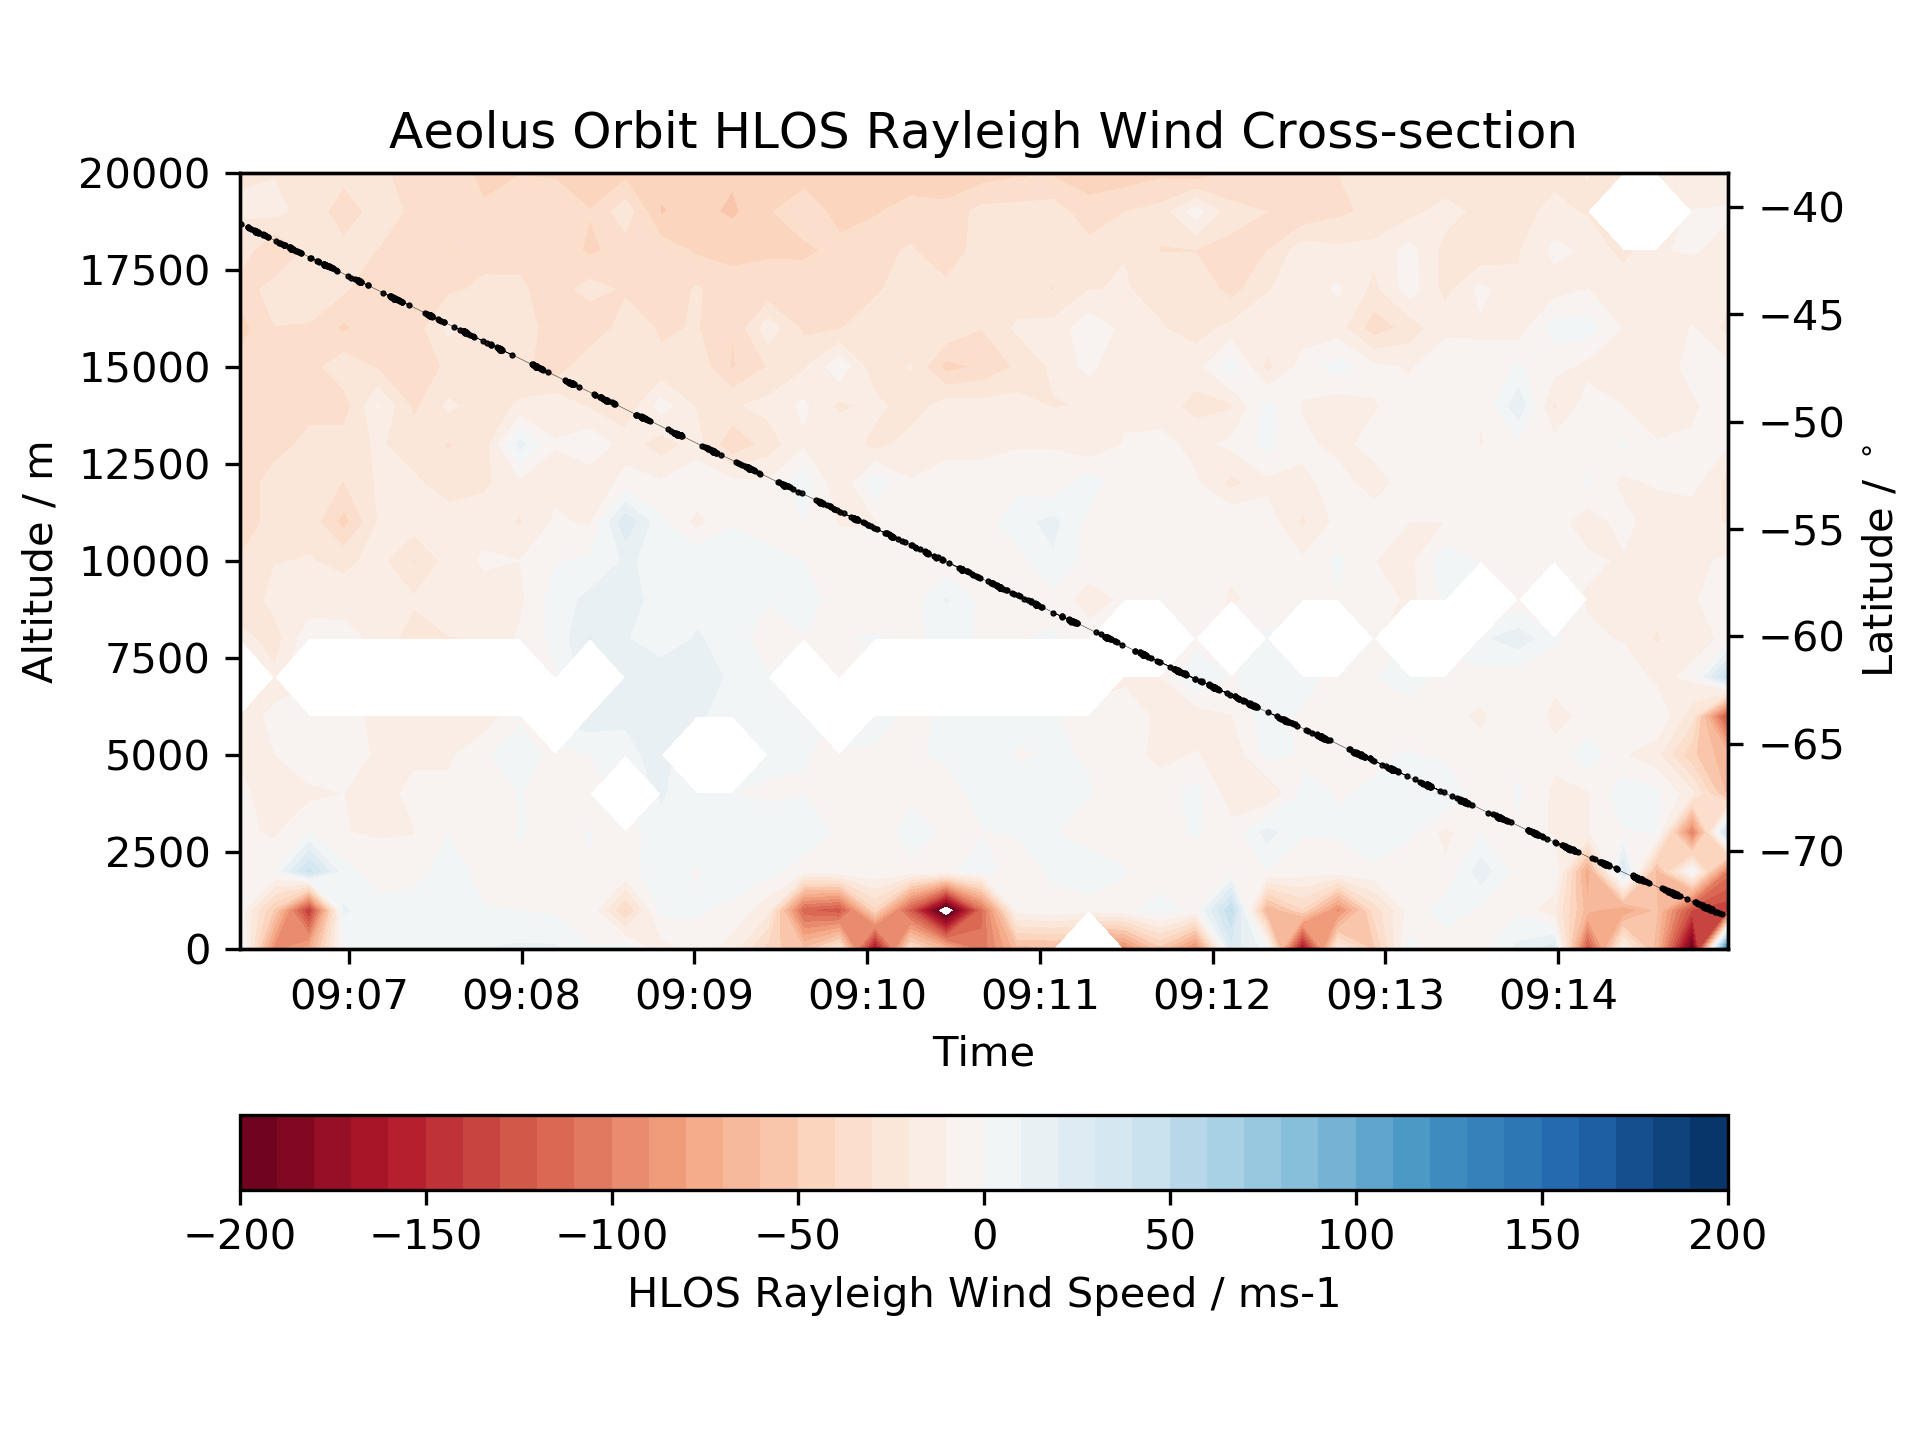 Aeolus Orbit HLOS Rayleigh Wind Cross-section
20000
17500
15000
12500
10000
7500
5000
2500
0
Altitude / m
−40
−45
−50
−55
−60
−65
−70
Latitude / °
09:07 09:08 09:09 09:10 09:11 09:12 09:13 09:14
Time
−200 −150 −100 −50 0 50 100 150 200
HLOS Rayleigh Wind Speed / ms-1